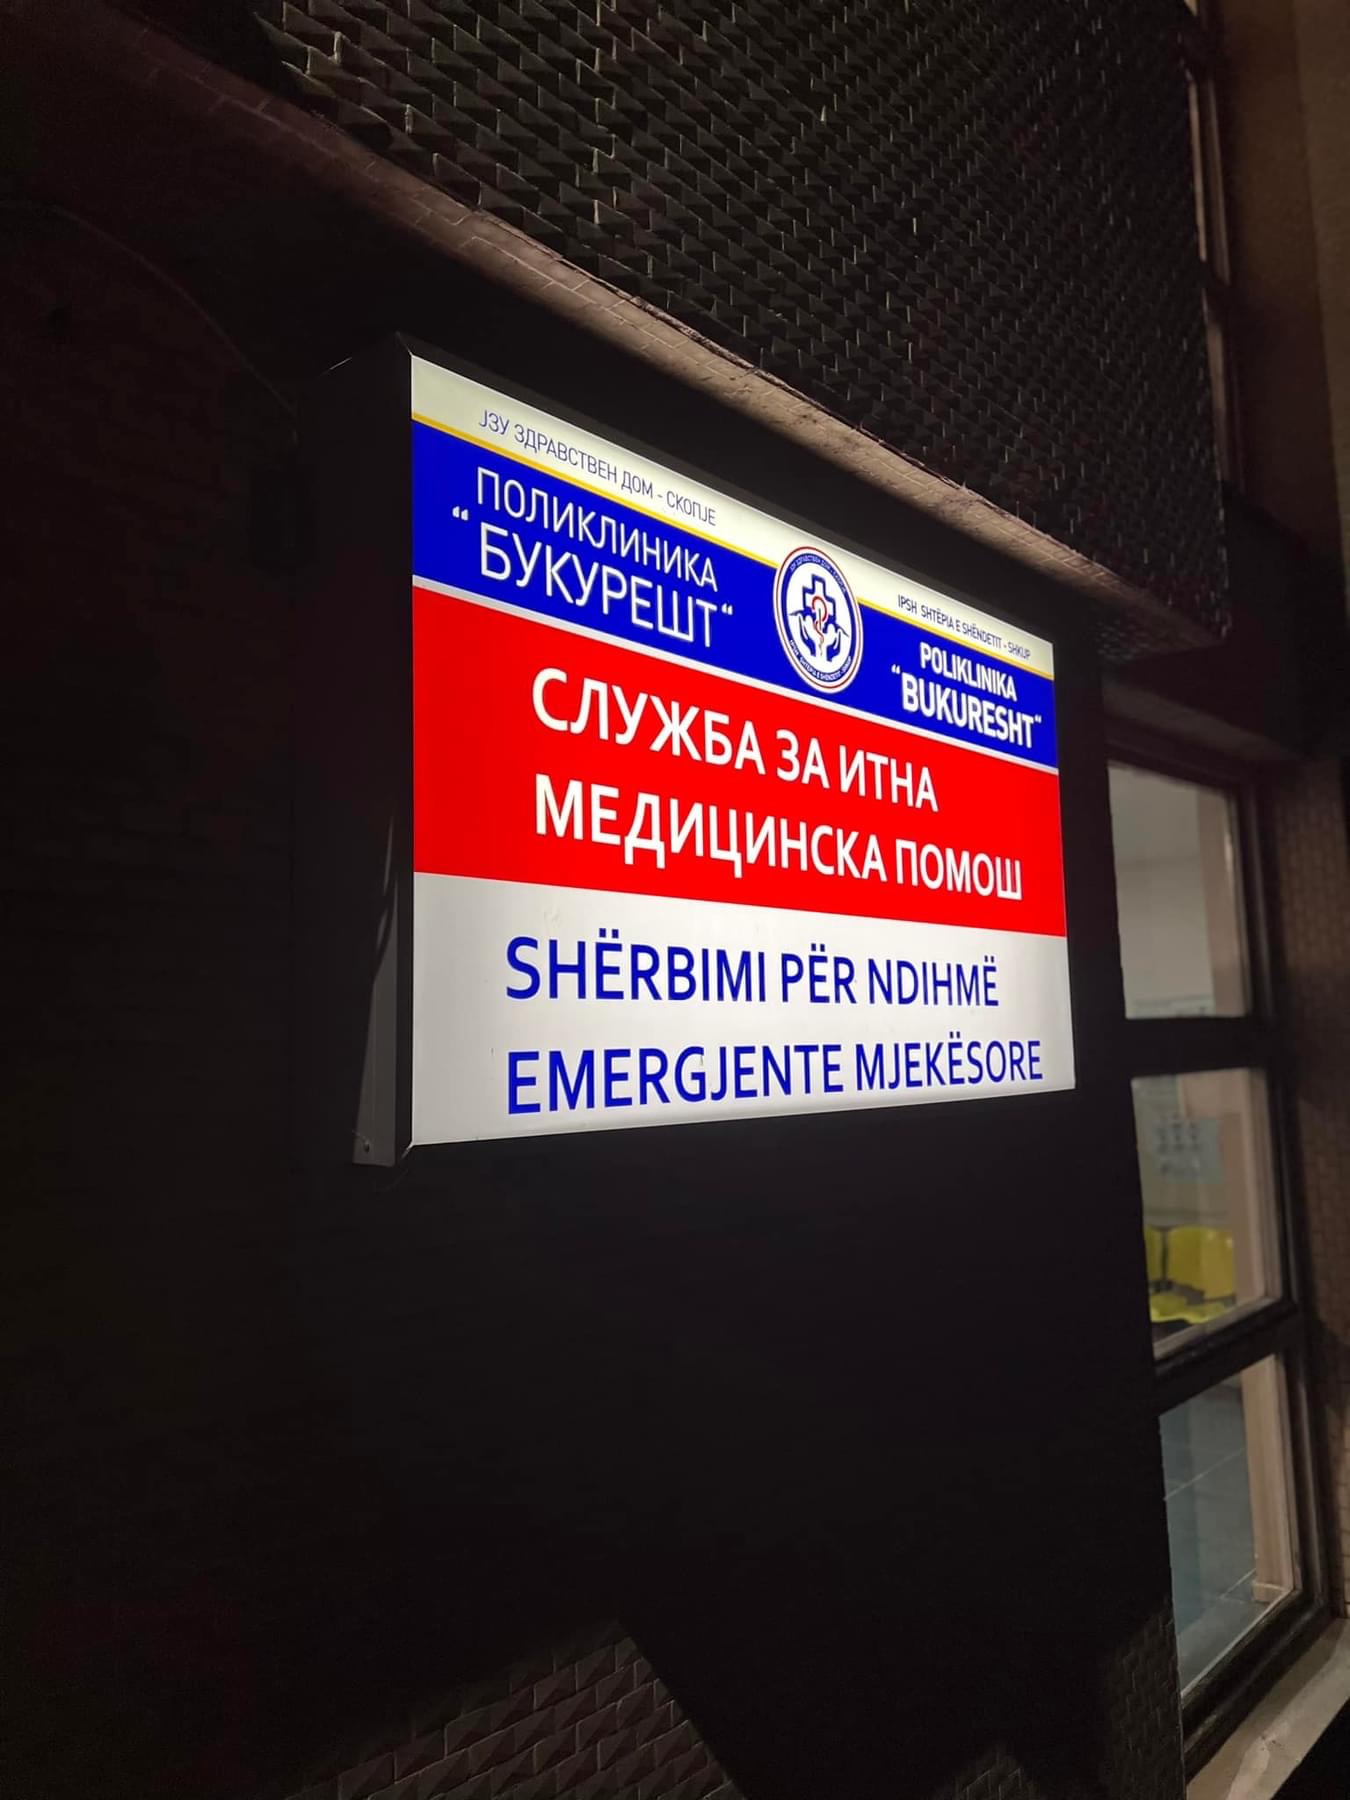 ЈЗУ ЗДРАВСТВЕН ДОМ - СКОПЈЕ
ПОЛИКЛИНИКА
“БУКУРЕШТ“
IPSH SHTËPIA E SHËNDETIT - SHKUP
POLIKLINIKA
“BUKURESHT“
СЛУЖБА ЗА ИТНА
МЕДИЦИНСКА ПОМОШ
SHËRBIMI PËR NDIHMË
EMERGJENTE MJEKËSORE